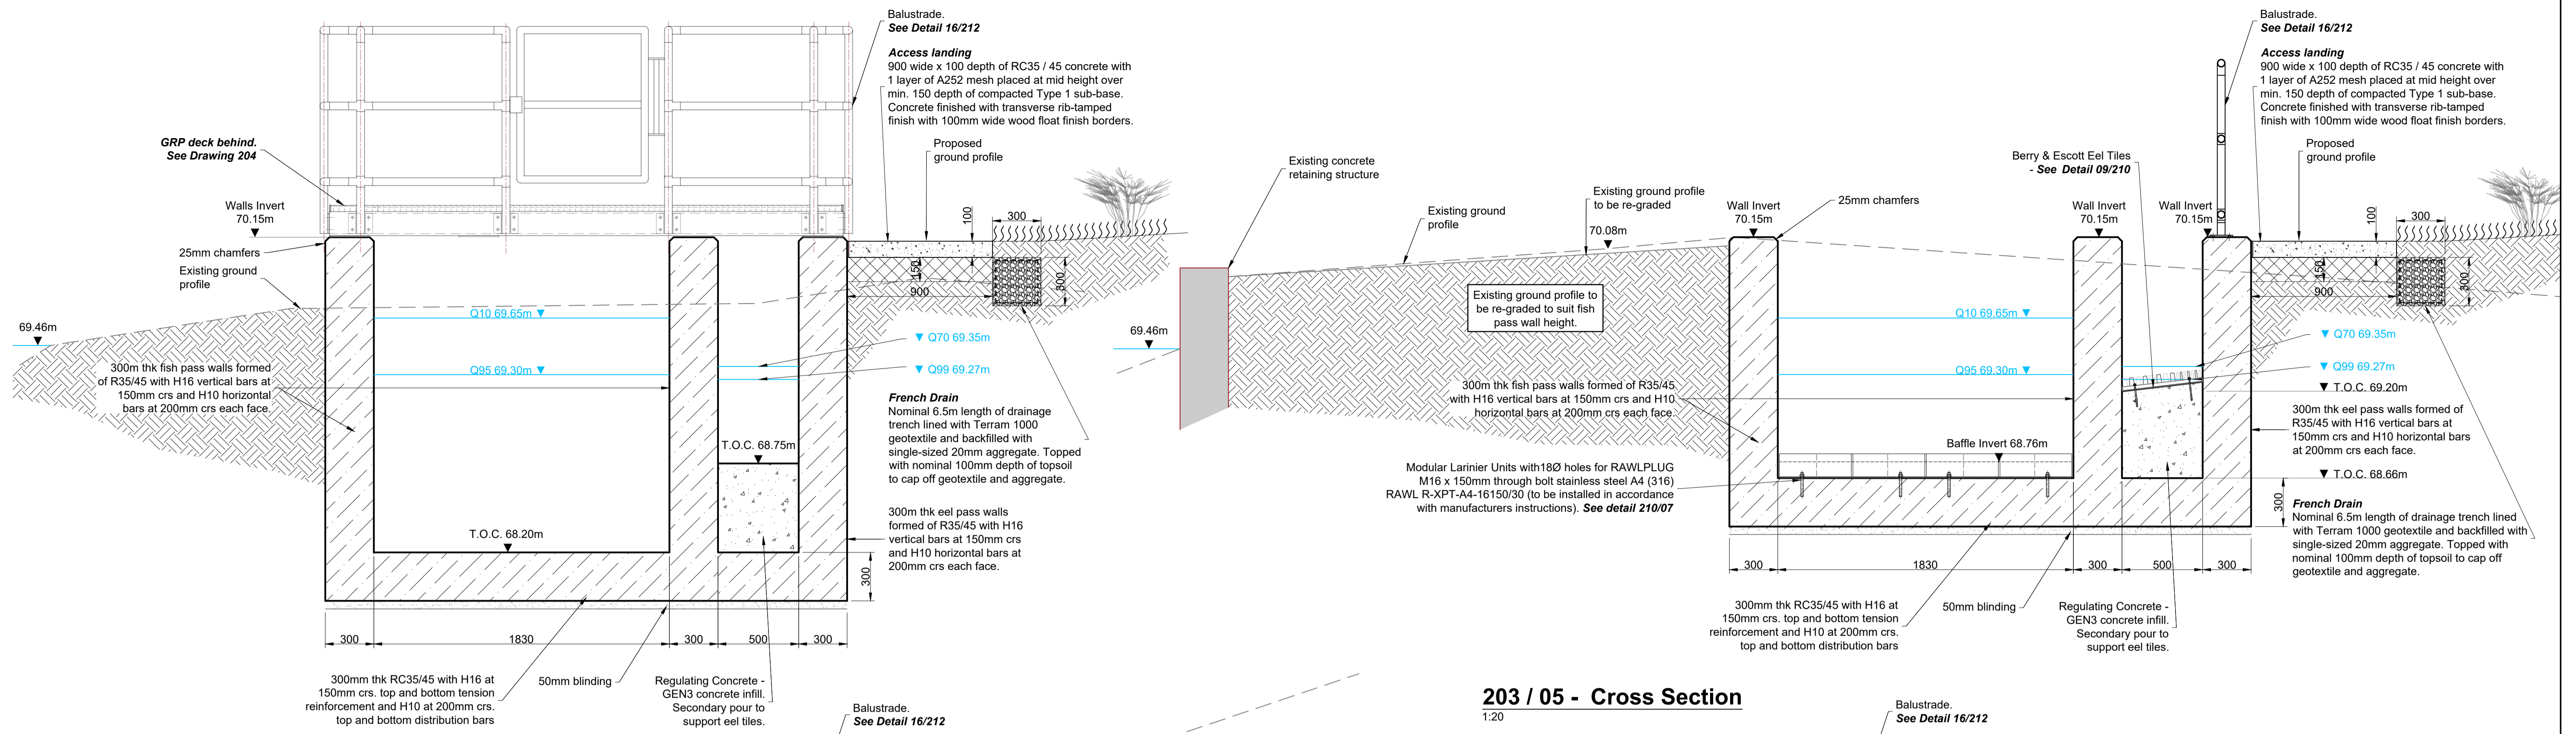 Balustrade.
See Detail 16/212
Access landing
900 wide x 100 depth of RC35 / 45 concrete with
1 layer of A252 mesh placed at mid height over
min. 150 depth of compacted Type 1 sub-base.
Concrete finished with transverse rib-tamped
finish with 100mm wide wood float finish borders.
GRP deck behind.
See Drawing 204
Proposed
ground profile
Walls Invert
70.15m
25mm chamfers
Existing ground
profile
69.46m
100
300
150
900
300
Q10 69.65m
Q95 69.30m
Q70 69.35m
Q99 69.27m
300m thk fish pass walls formed
of R35/45 with H16 vertical bars at
150mm crs and H10 horizontal
bars at 200mm crs each face.
French Drain
Nominal 6.5m length of drainage
trench lined with Terram 1000
geotextile and backfilled with
single-sized 20mm aggregate. Topped
with nominal 100mm depth of topsoil
to cap off geotextile and aggregate.
T.O.C. 68.75m
T.O.C. 68.20m
300m thk eel pass walls
formed of R35/45 with H16
vertical bars at 150mm crs
and H10 horizontal bars at
200mm crs each face.
300
300
1830
300
500
300
300mm thk RC35/45 with H16 at
150mm crs. top and bottom tension
reinforcement and H10 at 200mm crs.
top and bottom distribution bars
50mm blinding
Regulating Concrete -
GEN3 concrete infill.
Secondary pour to
support eel tiles.
Balustrade.
See Detail 16/212
Existing concrete
retaining structure
Existing ground
profile
Existing ground profile
to be re-graded
70.08m
69.46m
Existing ground profile to
be re-graded to suit fish
pass wall height.
Wall Invert
70.15m
25mm chamfers
Berry & Escott Eel Tiles
- See Detail 09/210
Wall Invert
70.15m
Wall Invert
70.15m
Balustrade.
See Detail 16/212
Access landing
900 wide x 100 depth of RC35 / 45 concrete with
1 layer of A252 mesh placed at mid height over
min. 150 depth of compacted Type 1 sub-base.
Concrete finished with transverse rib-tamped
finish with 100mm wide wood float finish borders.
Proposed
ground profile
100
300
150
900
300
Q10 69.65m
Q95 69.30m
Q70 69.35m
Q99 69.27m
T.O.C. 69.20m
300m thk fish pass walls formed of R35/45
with H16 vertical bars at 150mm crs and H10
horizontal bars at 200mm crs each face.
300m thk eel pass walls formed of
R35/45 with H16 vertical bars at
150mm crs and H10 horizontal bars
at 200mm crs each face.
Baffle Invert 68.76m
Modular Larinier Units with18Ø holes for RAWLPLUG
M16 x 150mm through bolt stainless steel A4 (316)
RAWL R-XPT-A4-16150/30 (to be installed in accordance
with manufacturers instructions). See detail 210/07
T.O.C. 68.66m
300
French Drain
Nominal 6.5m length of drainage trench lined
with Terram 1000 geotextile and backfilled with
single-sized 20mm aggregate. Topped with
nominal 100mm depth of topsoil to cap off
geotextile and aggregate.
300
1830
300
500
300
300mm thk RC35/45 with H16 at
150mm crs. top and bottom tension
reinforcement and H10 at 200mm crs.
top and bottom distribution bars
50mm blinding
Regulating Concrete -
GEN3 concrete infill.
Secondary pour to
support eel tiles.
203 / 05 - Cross Section
1:20
Balustrade.
See Detail 16/212